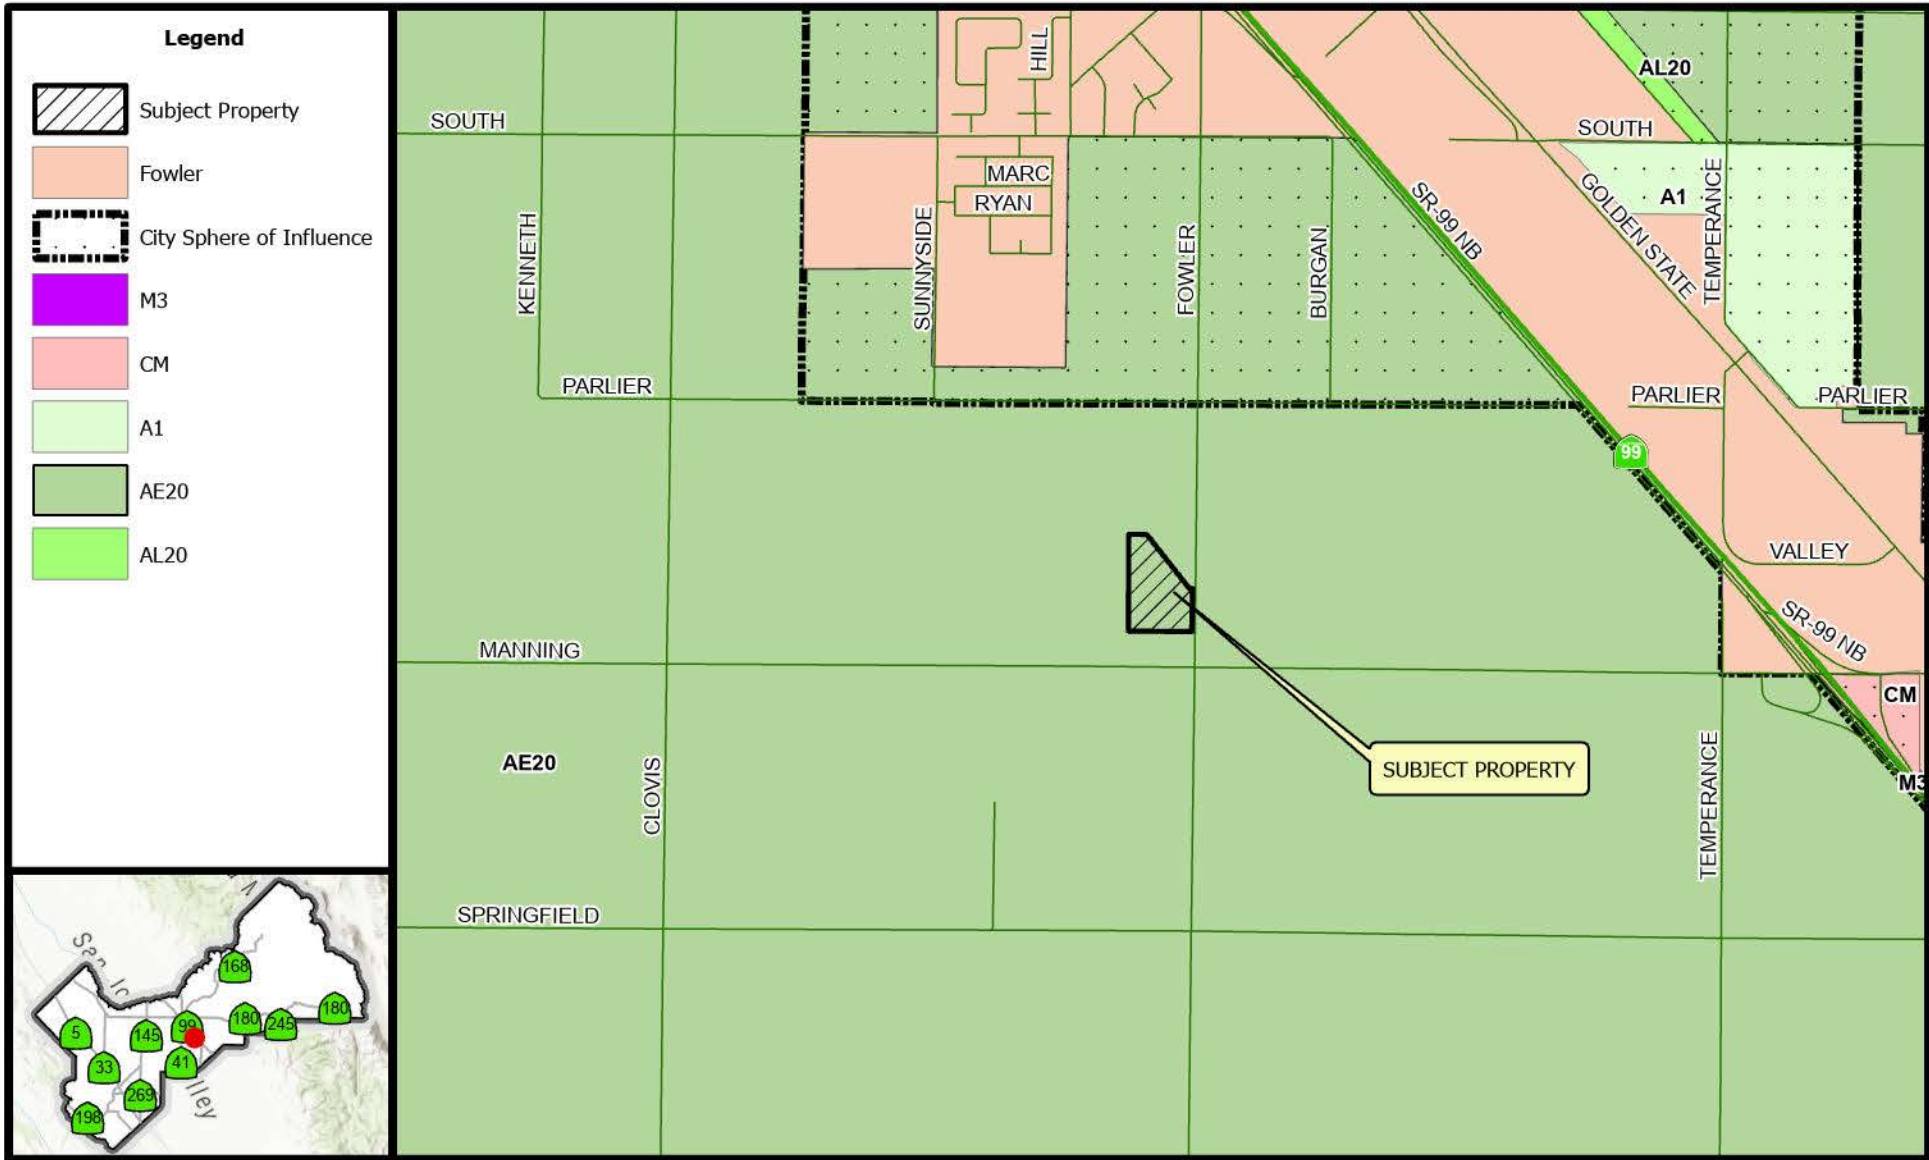 Legend
Subject Property
Fowler
City Sphere of Influence
M3
CM
A1
AE20
AL20
HILL
AL20
SOUTH
SOUTH
MARC
RYAN
A1
KENNETH
SUNNYSIDE
FOWLER
BURGAN
SR-99 NB
GOLDEN STATE
TEMPERANCE
PARLIER
PARLIER
PARLIER
99
VALLEY
SR-99 NB
MANNING
CM
AE20
CLOVIS
SUBJECT PROPERTY
TEMPERANCE
M3
SPRINGFIELD
168
180
180
245
5
145
99
33
41
269
198